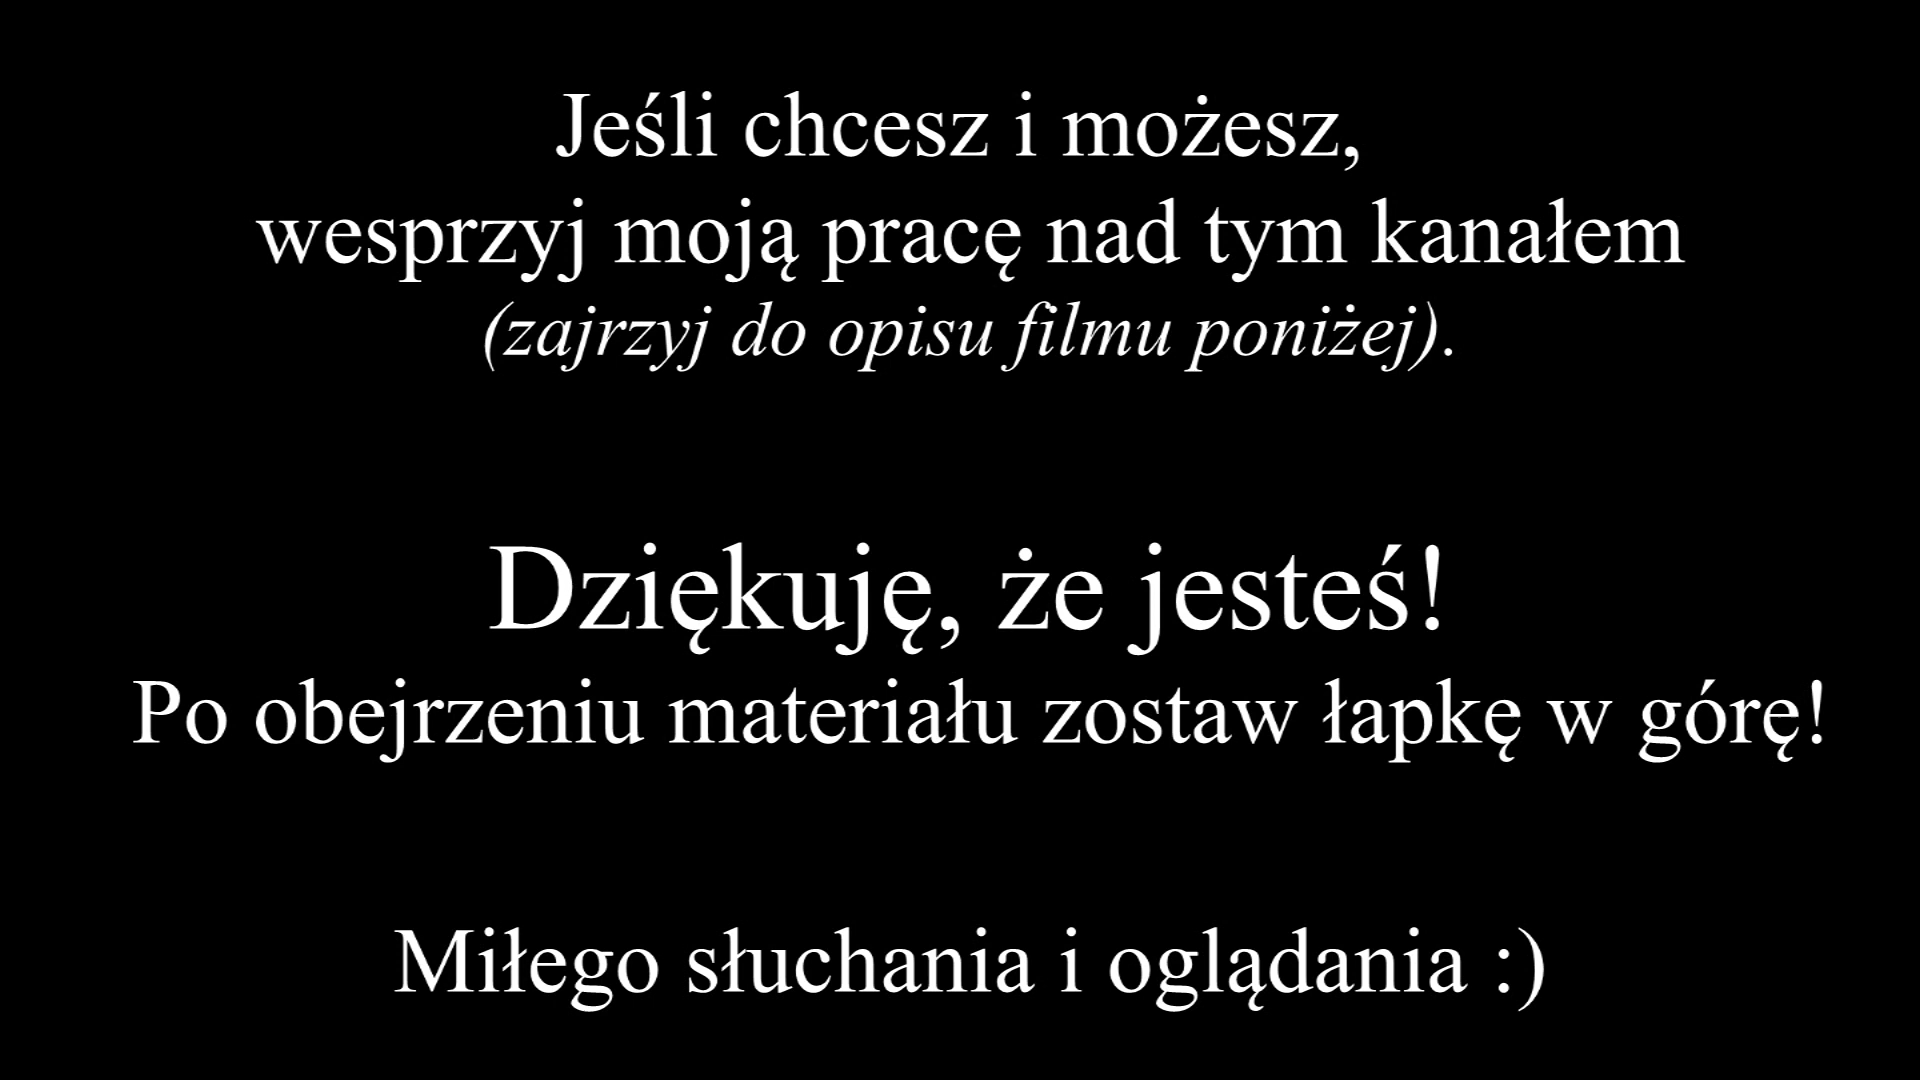 Jeśli chcesz i możesz,
wesprzyj moją pracę nad tym kanałem
(zajrzyj do opisu filmu poniżej).
Dziękuję, że jesteś!
Po obejrzeniu materiału zostaw łapkę w górę!
Miłego słuchania i oglądania :)